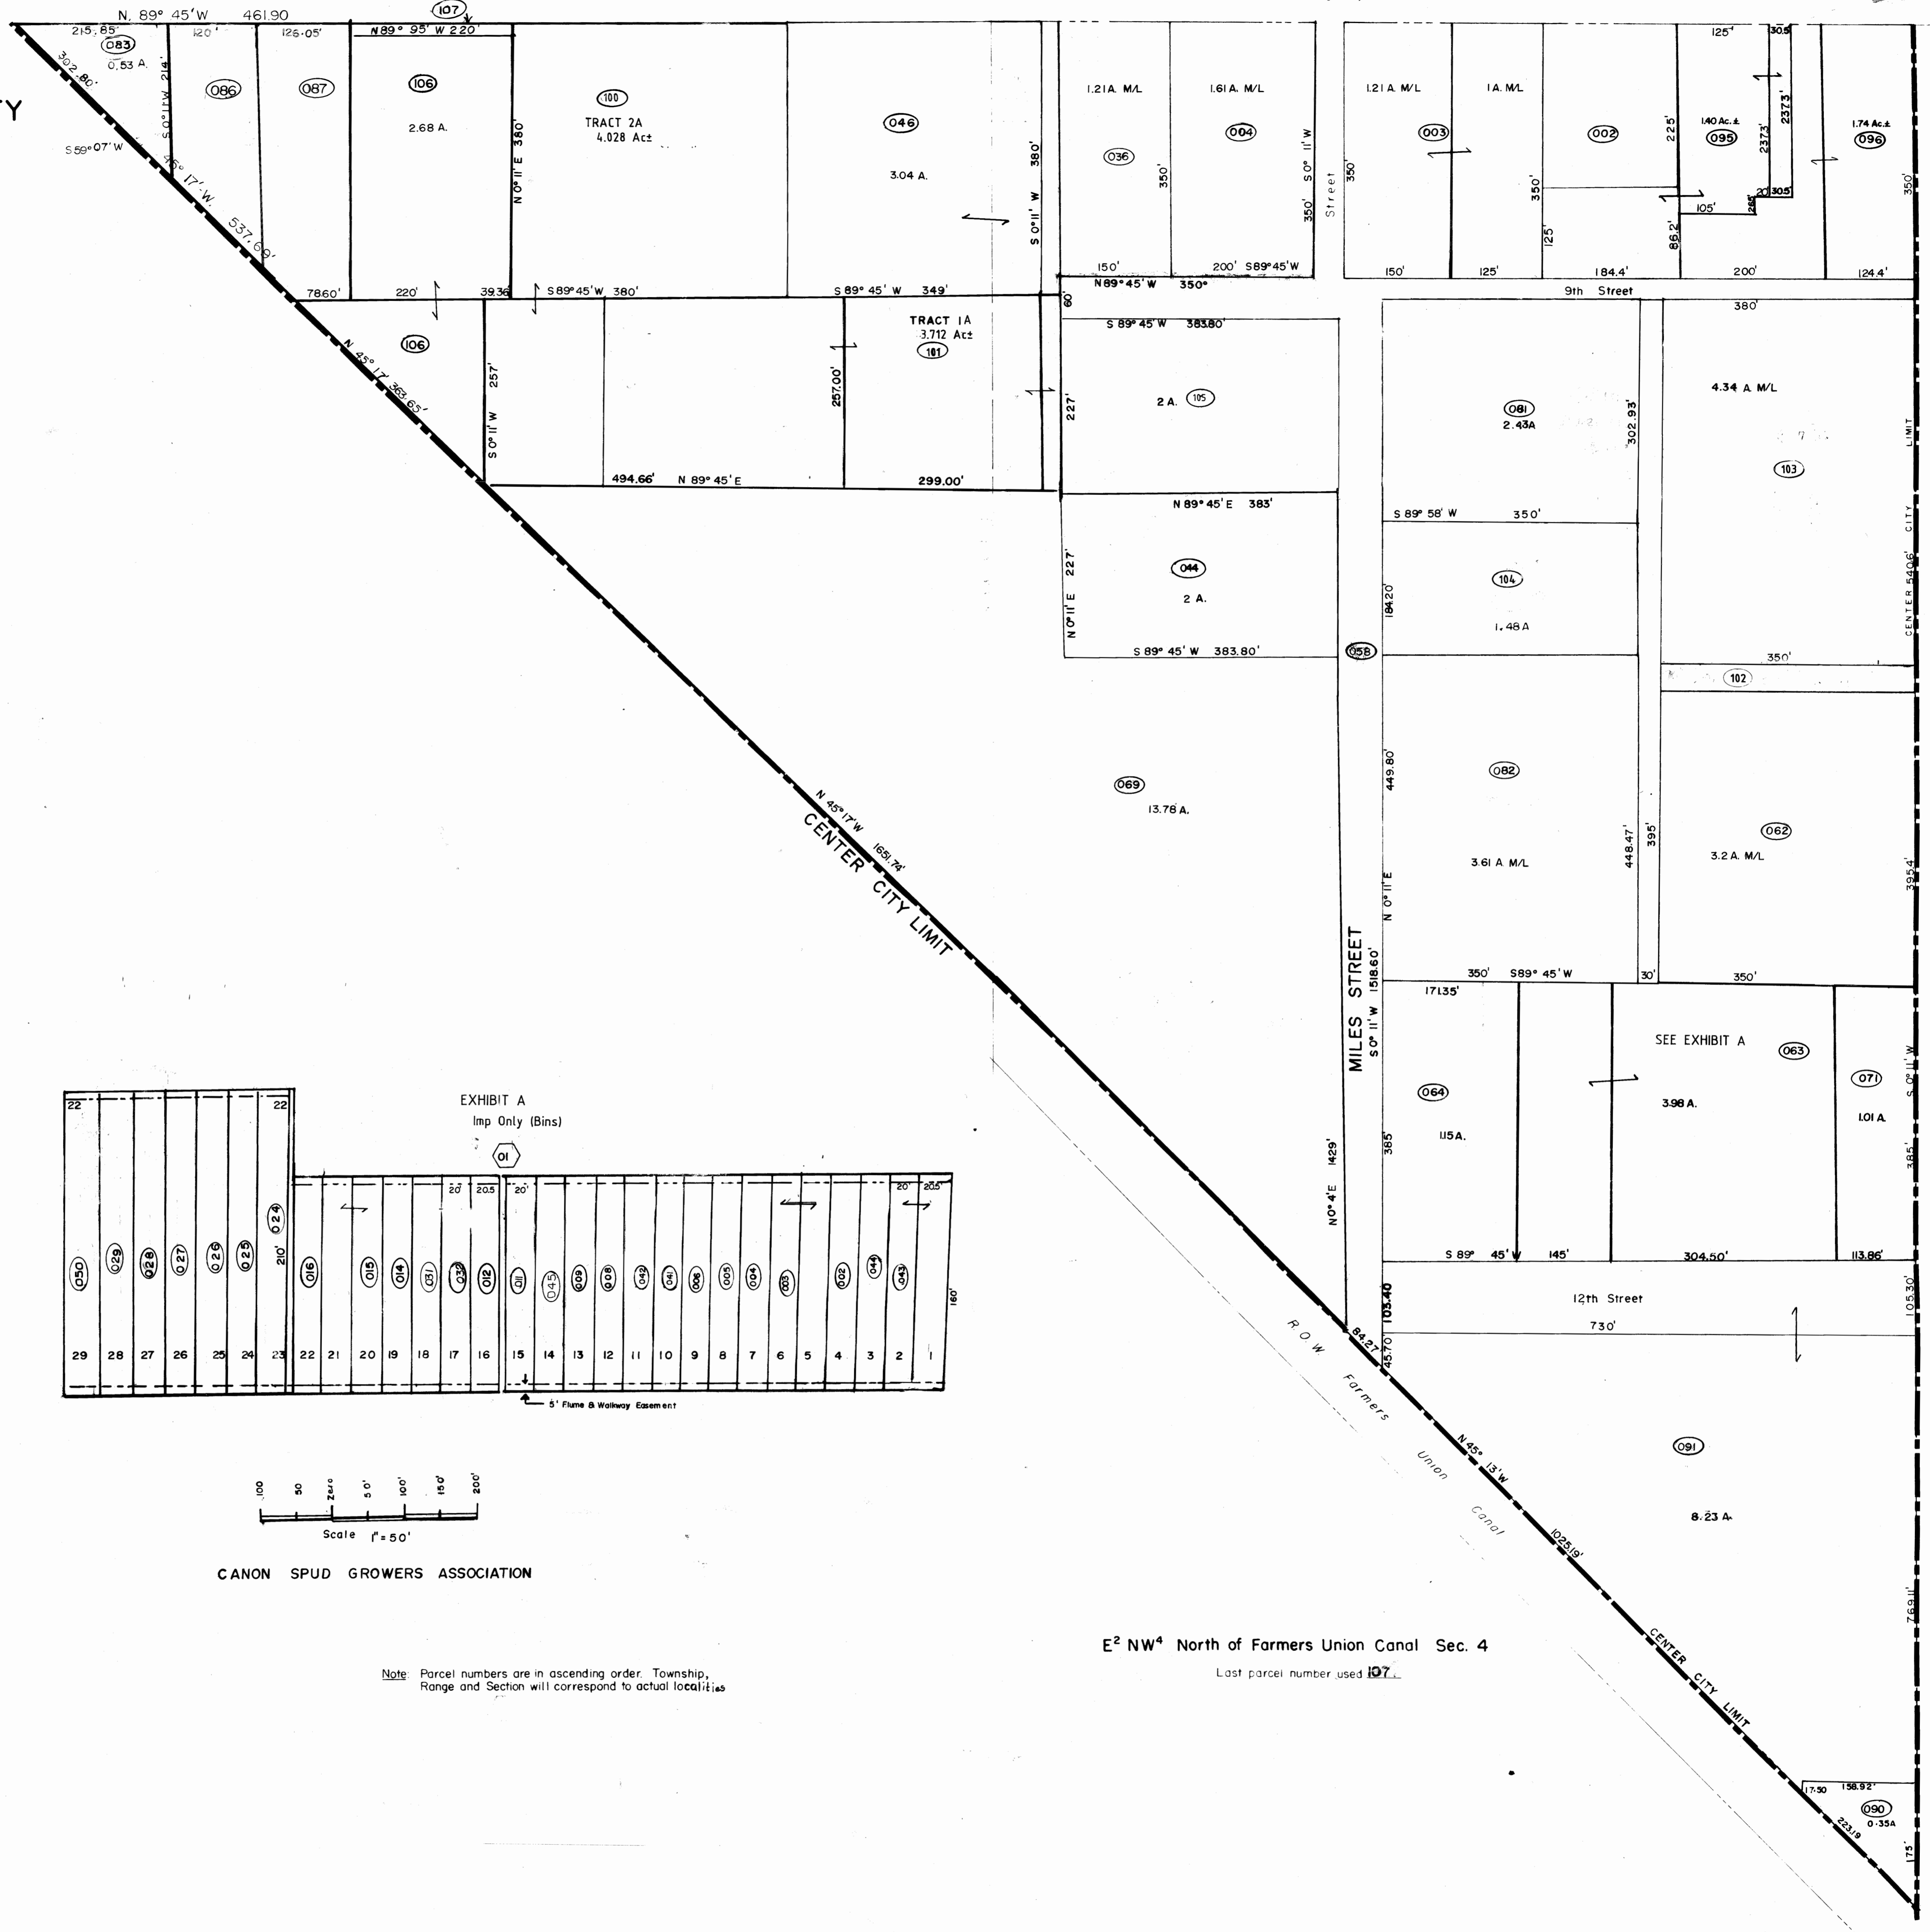 N. 89° 45' W 461.90
107
215.85'
083
0.53 A.
302.80'
S 59° 07' W
120'
S 0° 11' W 214'
086
126.05'
087
N 89° 95' W 220'
106
2.68 A.
N 0° 11' E 380'
100
TRACT 2A
4.028 Ac±
046
3.04 A.
S 0° 11' W 380'
1.21 A. M/L
036
350'
1.61 A. M/L
004
350' S 0° 11' W
Street
350'
1.21 A. M/L
003
350'
1 A. M/L
002
125'
225'
86.2'
125'
1.40 Ac.±
095
2373'
2373'
30.5
20'
30.5'
265'
105'
1.74 Ac.±
096
350'
Y
45° 17' W.
537.69'
78.60'
220'
39.36
S 89° 45' W 380'
S 89° 45' W 349'
150'
200' S 89° 45' W
N 89° 45' W 350°
150'
125'
184.4'
200'
124.4'
9th Street
60'
S 89° 45' W 383.80'
380'
N 45° 17' 363.65'
106
S 0° 11' W 257'
257.00'
TRACT 1A
3.712 Ac±
101
227'
2 A. 105
081
2.43A
302.93'
4.34 A. M/L
103
CENTER CITY LIMIT
540.6'
494.66' N 89° 45' E
299.00'
N 89° 45' E 383'
S 89° 58' W 350'
N 0° 11' E 227'
044
2 A.
184.20'
104
1.48 A
S 89° 45' W 383.80'
058
350'
102
069
13.78 A.
449.80'
N 0° 11' E
082
3.61 A M/L
448.47'
395'
062
3.2 A. M/L
395.4'
N 45° 17' W 1651.74'
CENTER CITY LIMIT
MILES STREET
S 0° 11' W 1518.60'
350' S 89° 45' W
30'
350'
171.35'
SEE EXHIBIT A
063
3.98 A.
064
1.15 A.
071
1.01 A.
S 0° 11' W
385'
N 0° 4' E 1429'
385'
S 89° 45' W 145'
304.50'
113.86'
103.40
12th Street
105.30'
730'
84.27'
45.70
R.O.W. Farmers Union Canal
N 45° 13' W 1025.19'
091
8.23 A.
769.11'
CENTER CITY LIMIT
17.50 158.92'
090
0.35A
223.19
175'
EXHIBIT A
Imp Only (Bins)
01
22
22
20 20.5 20'
20' 20.5'
050 029 028 027 026 025 024 016 015 014 031 012 011 045 009 008 042 041 006 005 004 003 002 044 043
210'
160'
29 28 27 26 25 24 23 22 21 20 19 18 17 16 15 14 13 12 11 10 9 8 7 6 5 4 3 2 1
5' Flume & Walkway Easement
100 50 Zero 50' 100' 150' 200'
Scale 1" = 50'
CANON SPUD GROWERS ASSOCIATION
Note: Parcel numbers are in ascending order. Township,
Range and Section will correspond to actual localities
E² NW⁴ North of Farmers Union Canal Sec. 4
Last parcel number used 107.